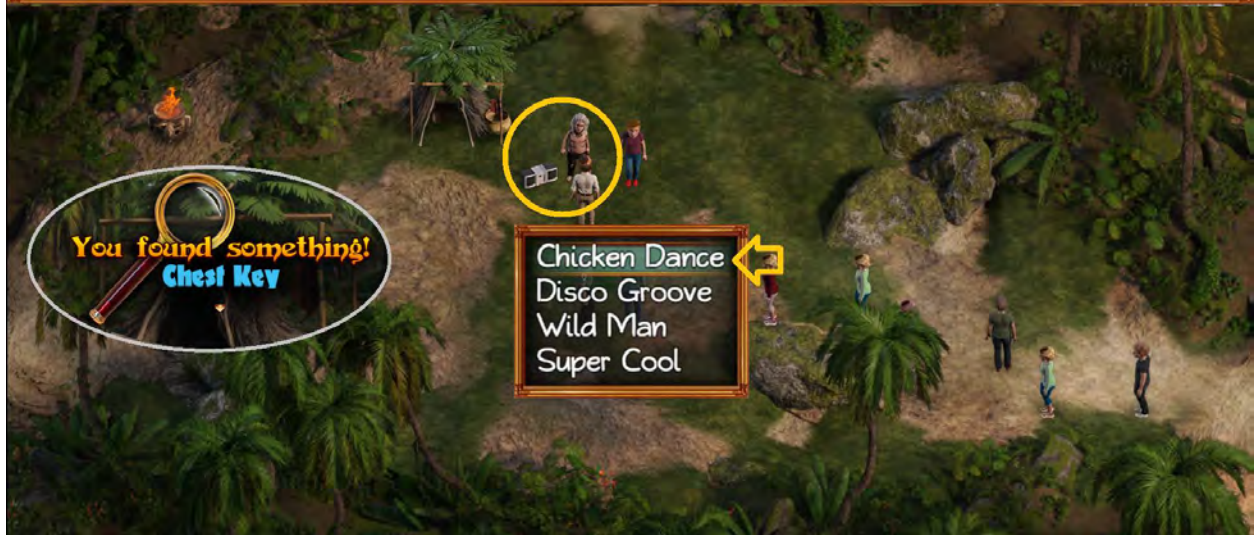 You found something!
Chest Key
Chicken Dance
Disco Groove
Wild Man
Super Cool